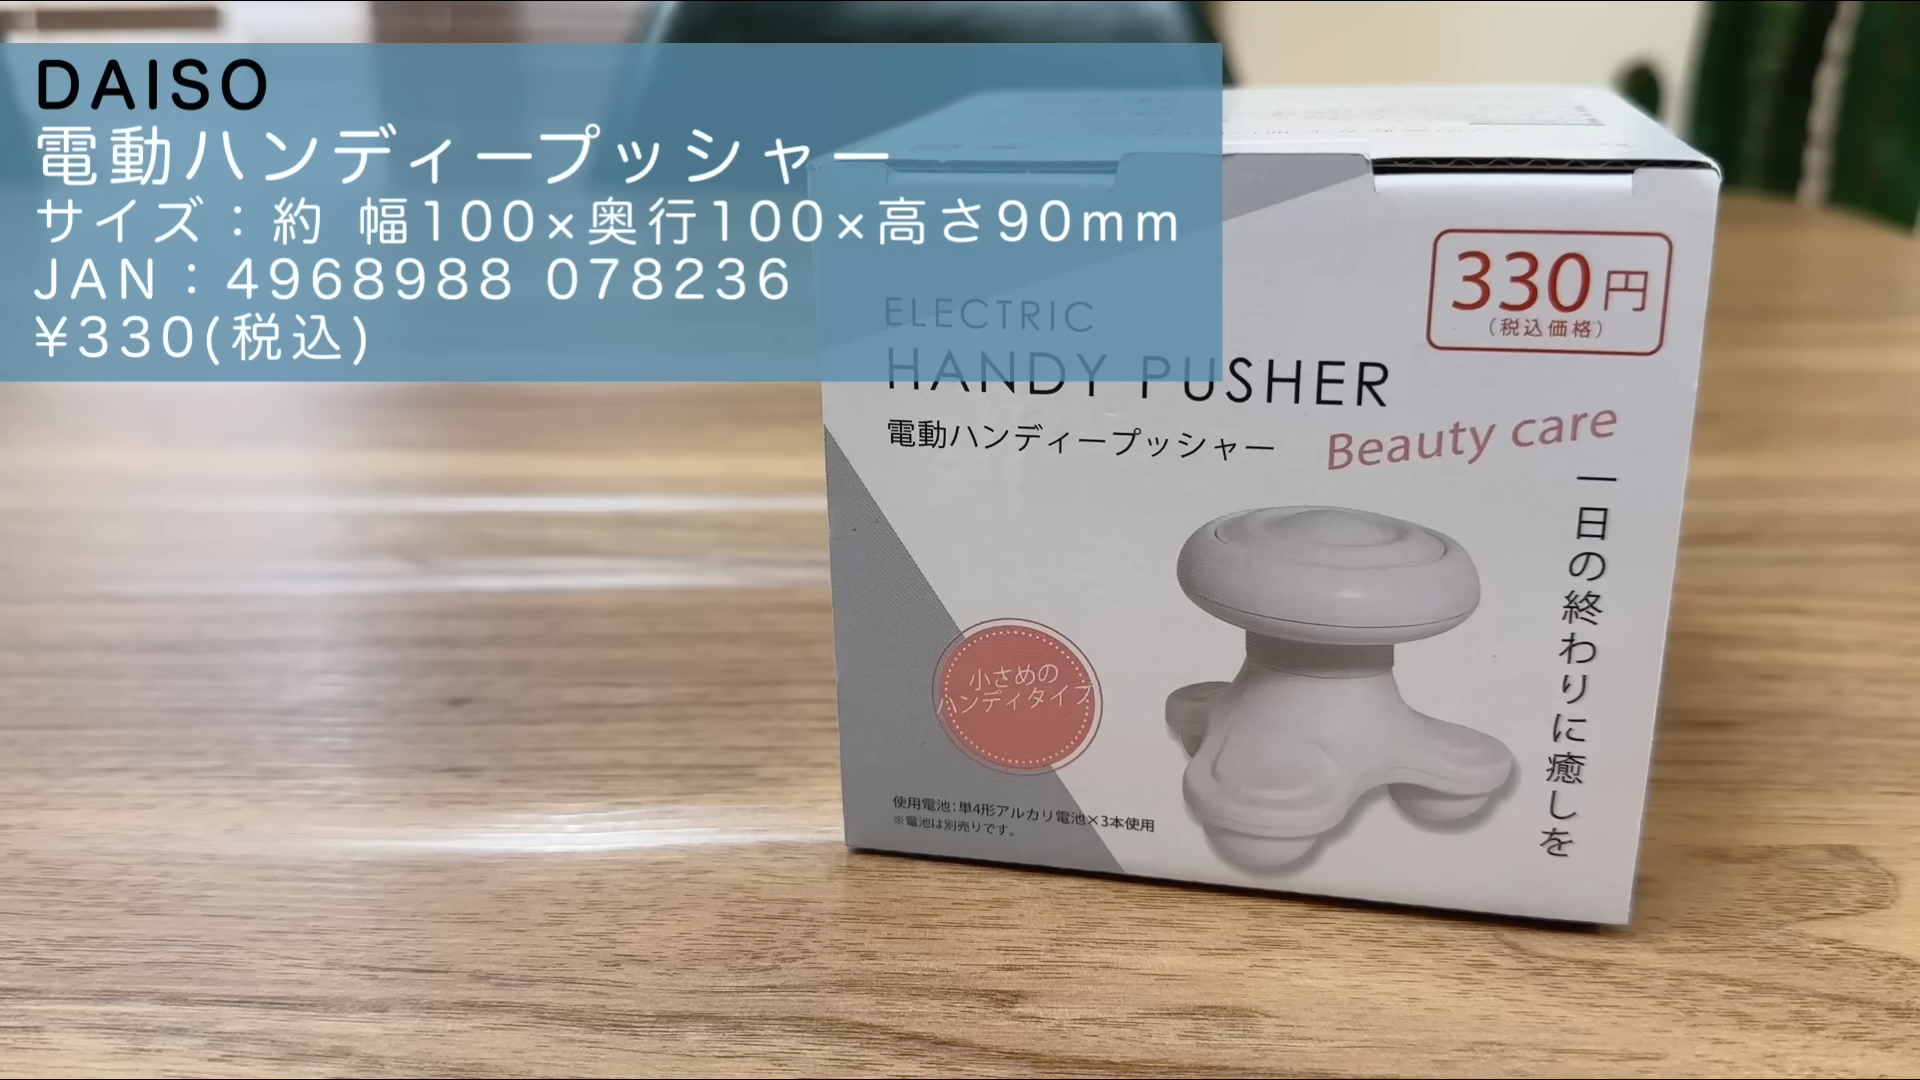 DAISO
電動ハンディープッシャー
サイズ：約 幅100×奥行100×高さ90mm
JAN：4968988 078236
¥330(税込)
330円
(税込価格)
ELECTRIC
HANDY PUSHER
電動ハンディープッシャー
Beauty care
一日の終わりに癒しを
小さめの
ハンディタイプ
使用電池：単4形アルカリ電池×3本使用
※電池は別売りです。